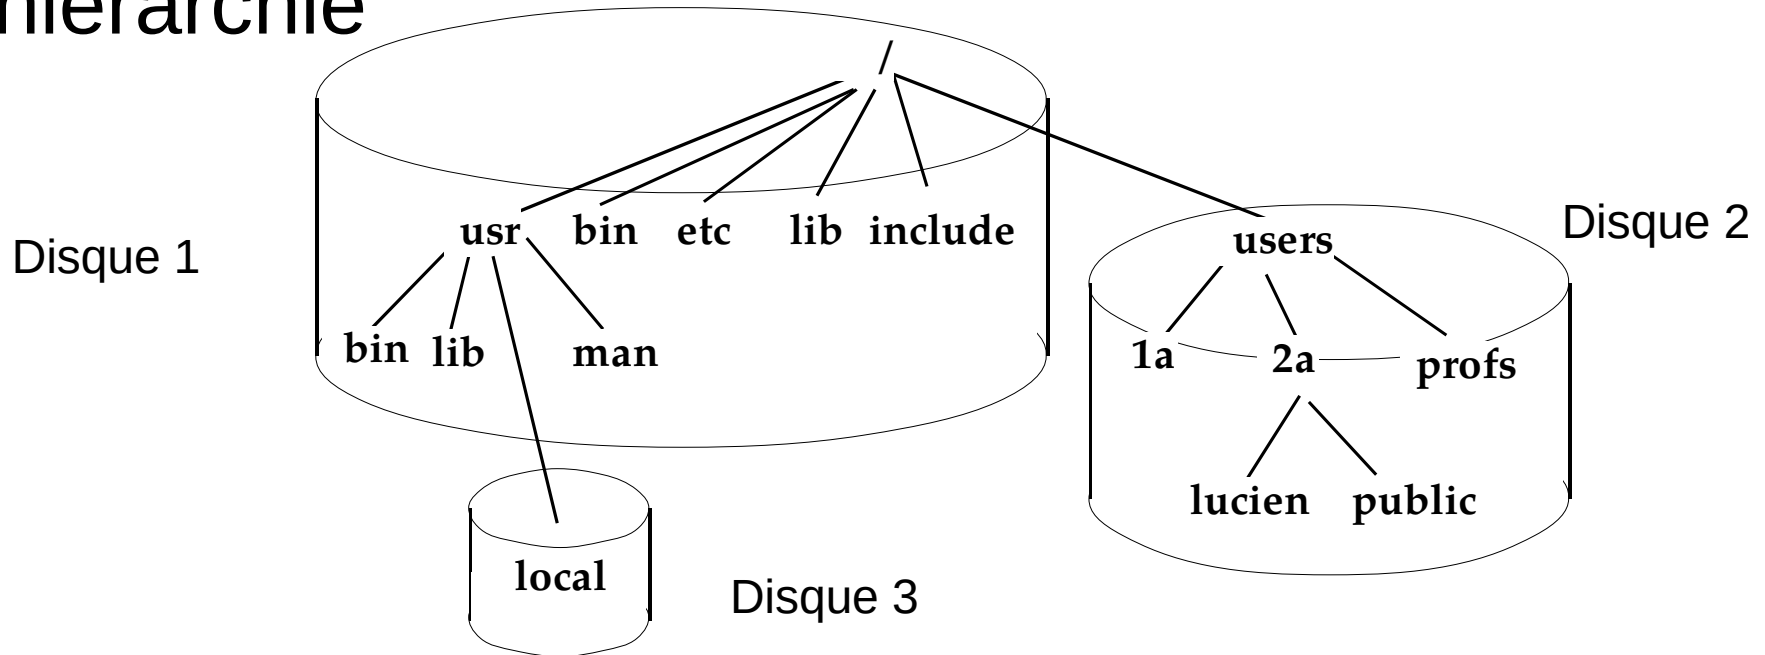 hiérarchie
/
usr bin etc lib include
Disque 1
Disque 2
users
bin lib man
1a 2a profs
lucien public
local
Disque 3